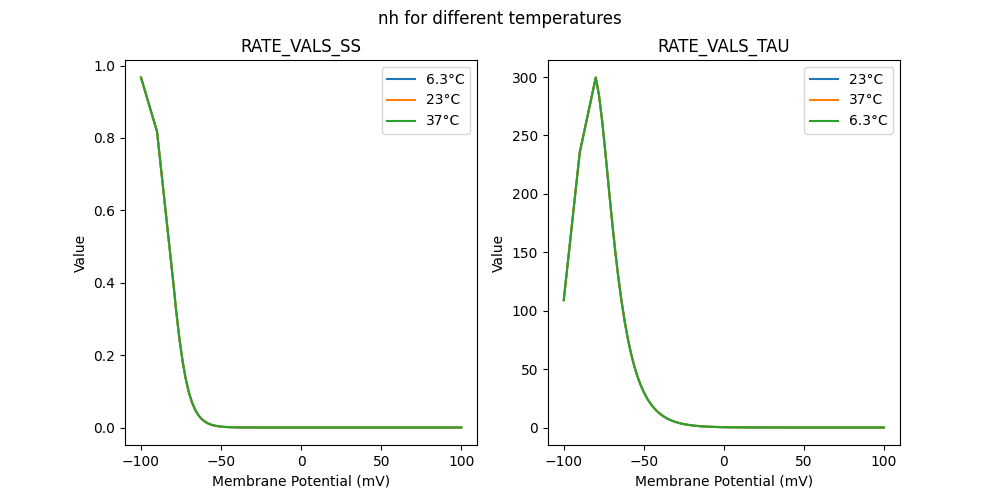 nh for different temperatures
RATE_VALS_SS
1.0
0.8
0.6
0.4
0.2
0.0
Value
−100
−50
0
50
100
Membrane Potential (mV)
6.3°C
23°C
37°C
RATE_VALS_TAU
300
250
200
150
100
50
0
Value
−100
−50
0
50
100
Membrane Potential (mV)
23°C
37°C
6.3°C